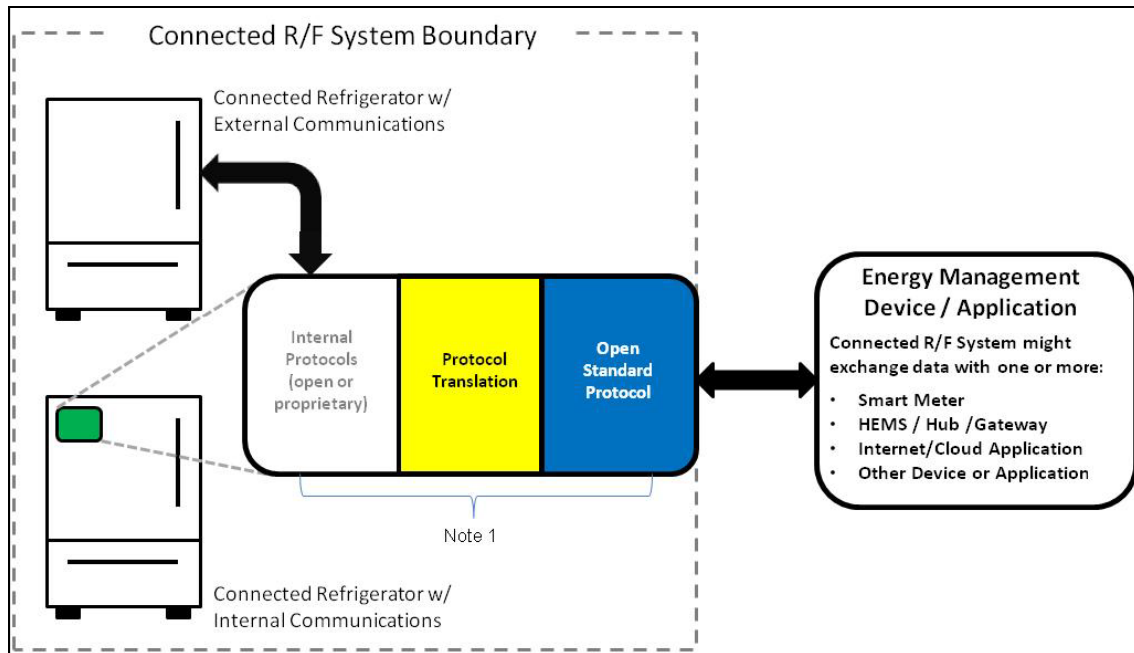 Connected R/F System Boundary
Connected Refrigerator w/
External Communications
Internal
Protocols
(open or
proprietary)
Protocol
Translation
Open
Standard
Protocol
Note 1
Connected Refrigerator w/
Internal Communications
Energy Management
Device / Application
Connected R/F System might
exchange data with one or more:
• Smart Meter
• HEMS / Hub /Gateway
• Internet/Cloud Application
• Other Device or Application